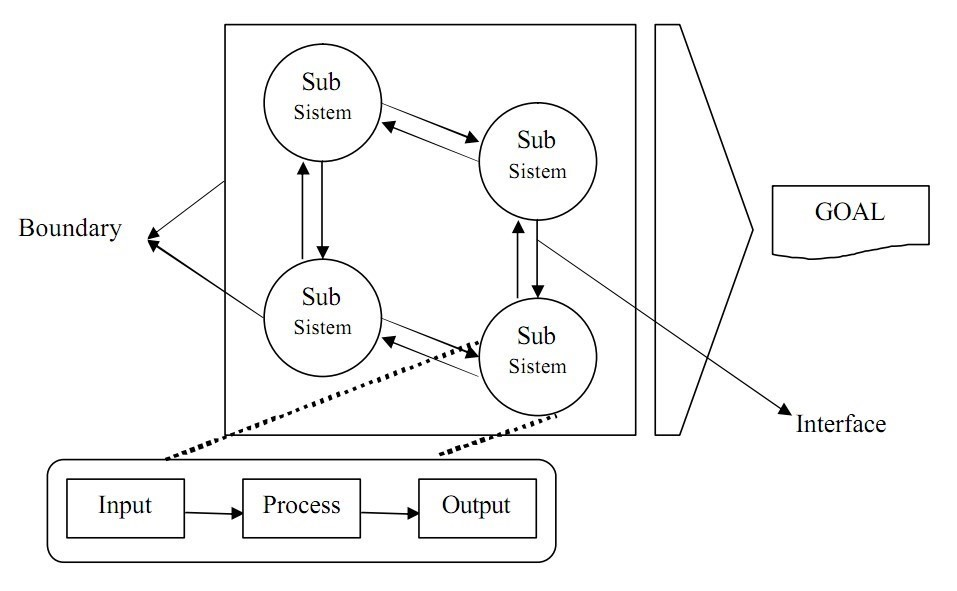 Sub
Sistem
Sub
Sistem
GOAL
Boundary
Sub
Sistem
Sub
Sistem
Interface
Input
Process
Output